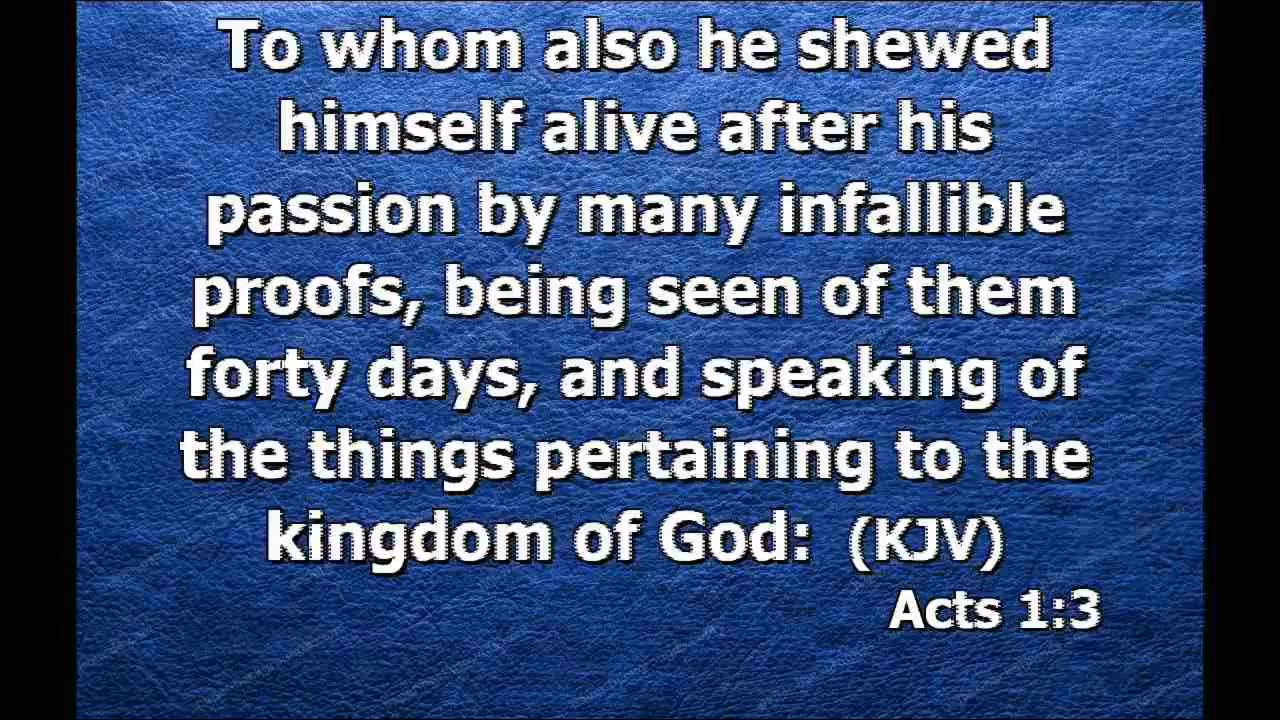 To whom also he shewed
himself alive after his
passion by many infallible
proofs, being seen of them
forty days, and speaking of
the things pertaining to the
kingdom of God: (KJV)
Acts 1:3